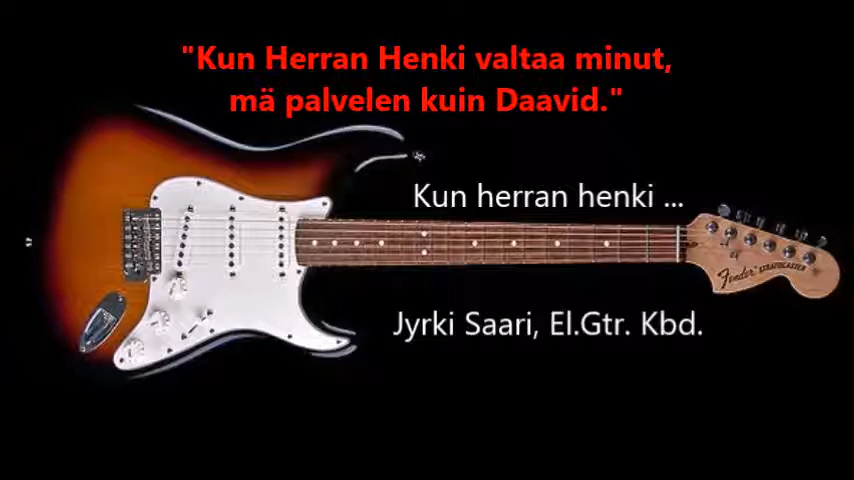 "Kun Herran Henki valtaa minut,
mä palvelen kuin Daavid."
Kun herran henki ...
Fender STRATOCASTER
Jyrki Saari, El.Gtr. Kbd.